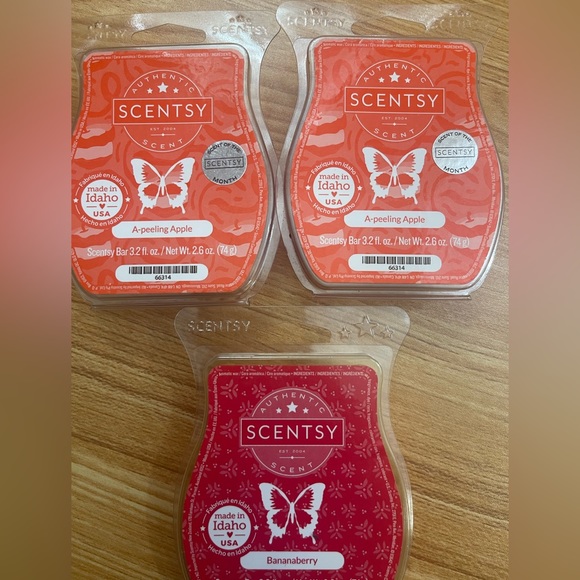 AUTHENTIC
SCENTSY
EST. 2004
SCENT
SCENT OF THE
SCENTSY
MONTH
Fabriqué en Idaho
made in
Idaho
USA
Hecho en Idaho
A-peeling Apple
Scentsy Bar 3.2 fl. oz. / Net Wt. 2.6 oz. (74 g)
66314
AUTHENTIC
SCENTSY
EST. 2004
SCENT
SCENT OF THE
SCENTSY
MONTH
Fabriqué en Idaho
made in
Idaho
USA
Hecho en Idaho
A-peeling Apple
Scentsy Bar 3.2 fl. oz. / Net Wt. 2.6 oz. (74 g)
66314
SCENTSY
AUTHENTIC
SCENTSY
EST. 2004
SCENT
Fabriqué en Idaho
made in
Idaho
USA
Hecho en Idaho
Bananaberry